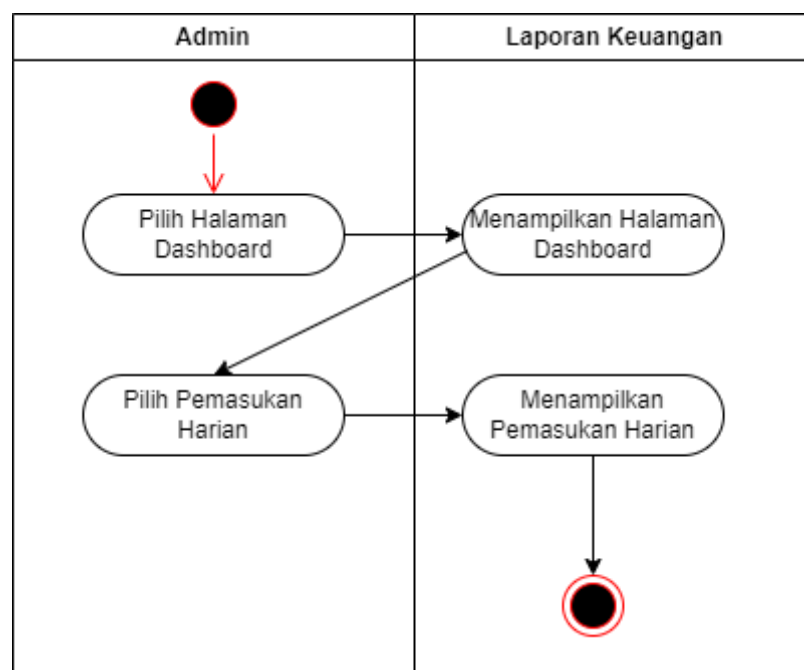 Admin
Laporan Keuangan
Pilih Halaman
Dashboard
Menampilkan Halaman
Dashboard
Pilih Pemasukan
Harian
Menampilkan
Pemasukan Harian